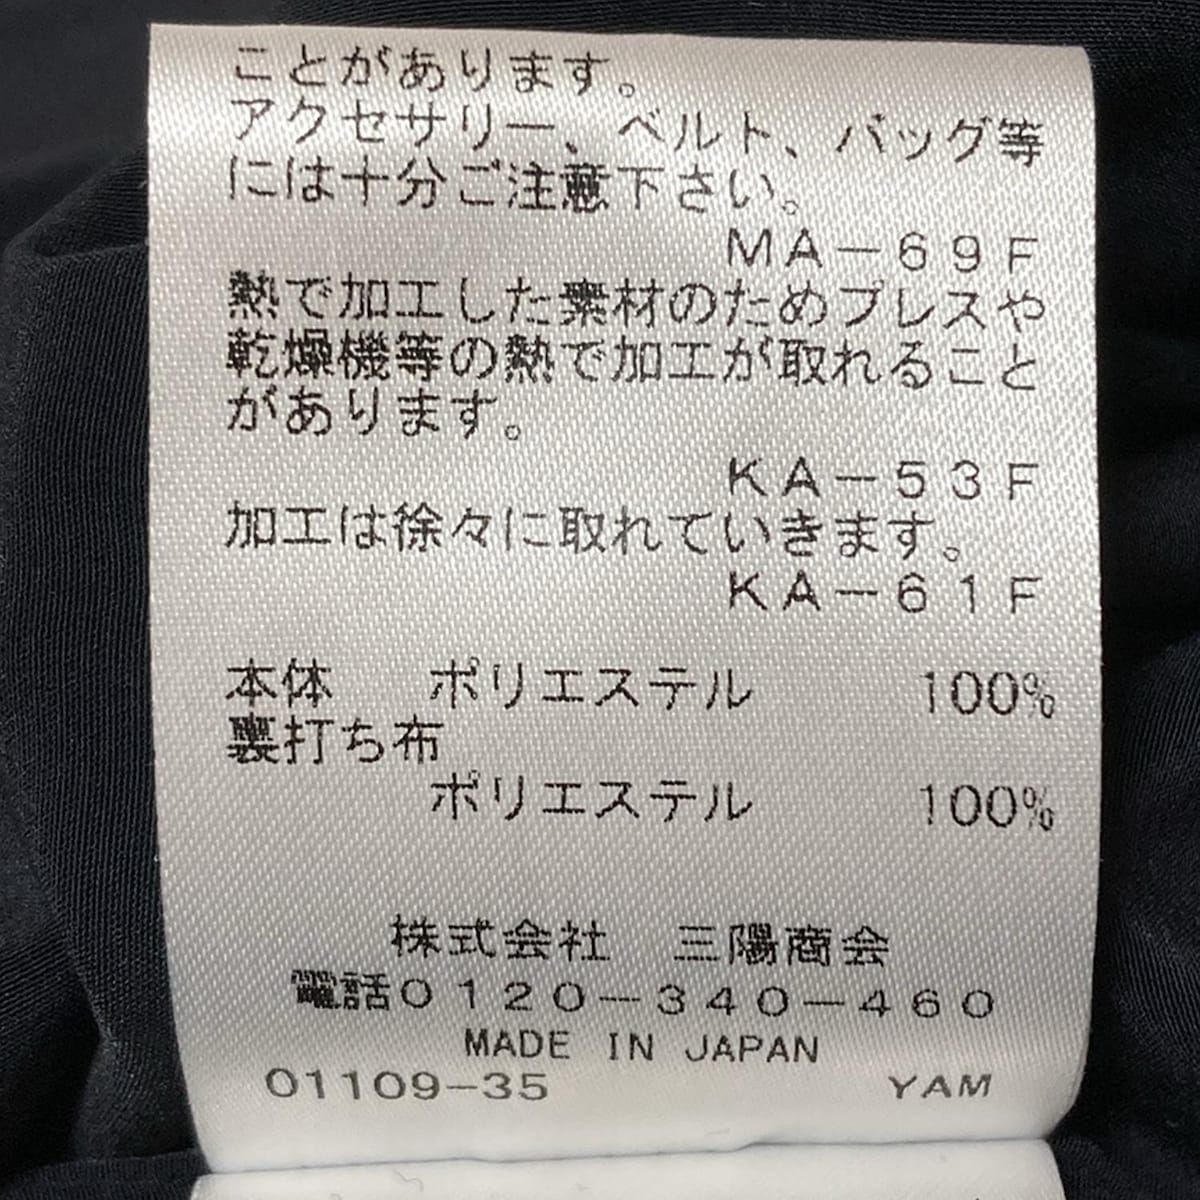 ことがあります。
アクセサリー、ベルト、バッグ等
には十分ご注意下さい。
MA-69F
熱で加工した素材のためプレスや
乾燥機等の熱で加工が取れること
があります。
KA-53F
加工は徐々に取れていきます。
KA-61F
本体 ポリエステル 100%
裏打ち布
ポリエステル 100%
株式会社 三陽商会
電話0120-340-460
MADE IN JAPAN
01109-35 YAM